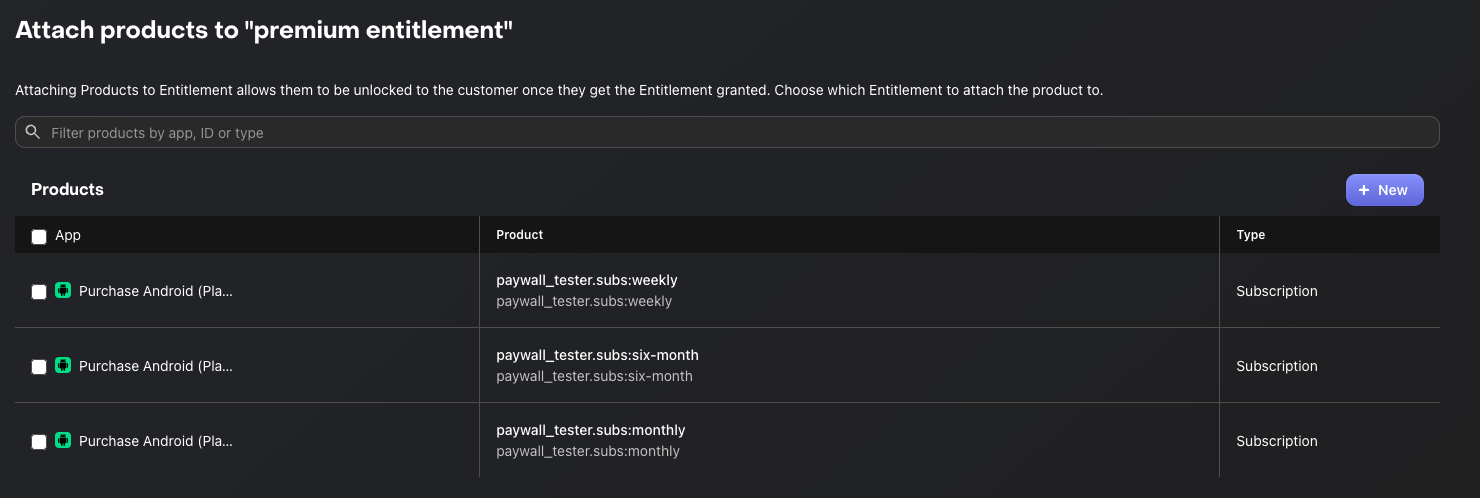 Attach products to "premium entitlement"
Attaching Products to Entitlement allows them to be unlocked to the customer once they get the Entitlement granted. Choose which Entitlement to attach the product to.
Filter products by app, ID or type
Products
+ New
App Product Type
Purchase Android (Pla... paywall_tester.subs:weekly Subscription
paywall_tester.subs:weekly
Purchase Android (Pla... paywall_tester.subs:six-month Subscription
paywall_tester.subs:six-month
Purchase Android (Pla... paywall_tester.subs:monthly Subscription
paywall_tester.subs:monthly